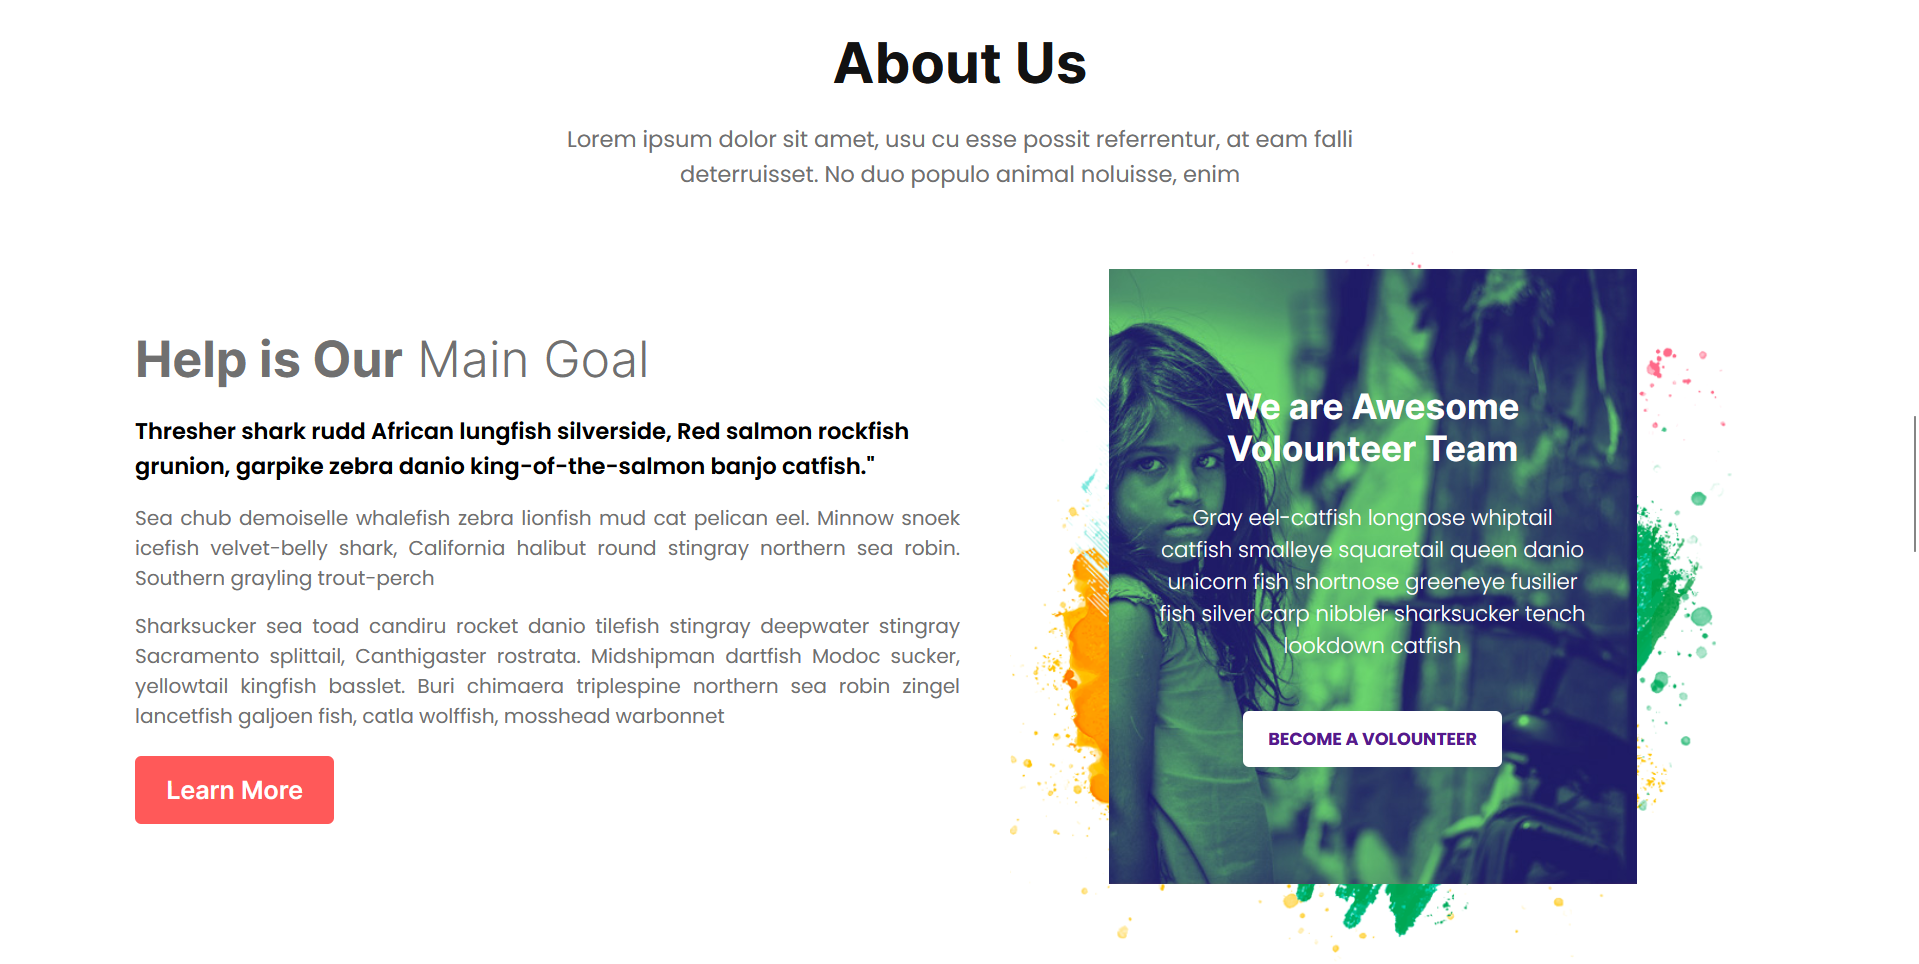 About Us
Lorem ipsum dolor sit amet, usu cu esse possit referrentur, at eam falli
deterruisset. No duo populo animal noluisse, enim
Help is Our Main Goal
Thresher shark rudd African lungfish silverside, Red salmon rockfish
grunion, garpike zebra danio king-of-the-salmon banjo catfish."
Sea chub demoiselle whalefish zebra lionfish mud cat pelican eel. Minnow snoek
icefish velvet-belly shark, California halibut round stingray northern sea robin.
Southern grayling trout-perch
Sharksucker sea toad candiru rocket danio tilefish stingray deepwater stingray
Sacramento splittail, Canthigaster rostrata. Midshipman dartfish Modoc sucker,
yellowtail kingfish basslet. Buri chimaera triplespine northern sea robin zingel
lancetfish galjoen fish, catla wolffish, mosshead warbonnet
Learn More
We are Awesome
Volounteer Team
Gray eel-catfish longnose whiptail
catfish smalleye squaretail queen danio
unicorn fish shortnose greeneye fusilier
fish silver carp nibbler sharksucker tench
lookdown catfish
BECOME A VOLOUNTEER